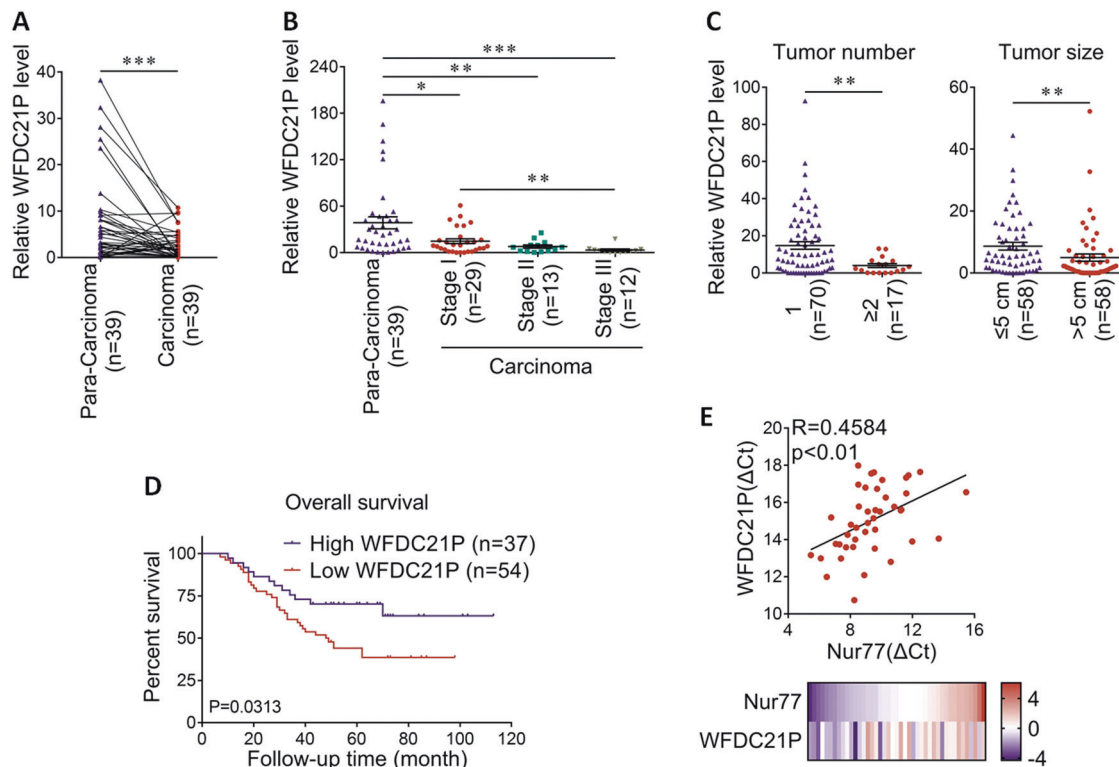 A
Relative WFDC21P level
***
40
30
20
10
0
Para-Carcinoma
(n=39)
Carcinoma
(n=39)
B
Relative WFDC21P level
***
**
*
**
240
180
120
60
0
Para-Carcinoma
(n=39)
Stage I
(n=29)
Stage II
(n=13)
Stage III
(n=12)
Carcinoma
C
Relative WFDC21P level
Tumor number
**
100
80
60
40
20
0
1
(n=70)
≥2
(n=17)
Tumor size
**
60
40
20
0
≤5 cm
(n=58)
>5 cm
(n=58)
D
Overall survival
High WFDC21P (n=37)
Low WFDC21P (n=54)
Percent survival
100
75
50
25
0
P=0.0313
0 20 40 60 80 100 120
Follow-up time (month)
E
R=0.4584
p<0.01
WFDC21P(ΔCt)
20
18
16
14
12
10
4 8 12 16
Nur77(ΔCt)
Nur77
WFDC21P
4
2
0
-4